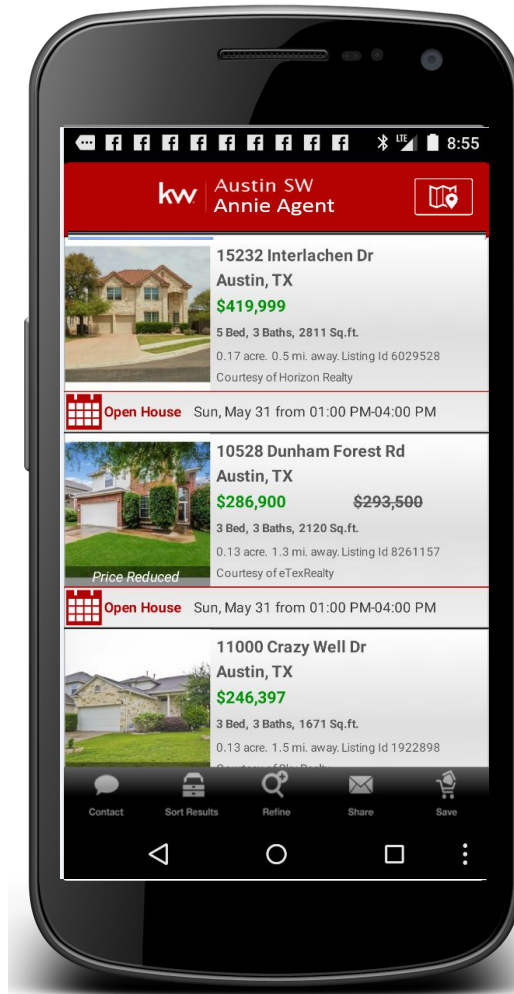 LTE 8:55
kw Austin SW
Annie Agent
15232 Interlachen Dr
Austin, TX
$419,999
5 Bed, 3 Baths, 2811 Sq.ft.
0.17 acre. 0.5 mi. away. Listing Id 6029528
Courtesy of Horizon Realty
Open House Sun, May 31 from 01:00 PM-04:00 PM
10528 Dunham Forest Rd
Austin, TX
$286,900 $293,500
3 Bed, 3 Baths, 2120 Sq.ft.
0.13 acre. 1.3 mi. away. Listing Id 8261157
Price Reduced Courtesy of eTexRealty
Open House Sun, May 31 from 01:00 PM-04:00 PM
11000 Crazy Well Dr
Austin, TX
$246,397
3 Bed, 3 Baths, 1671 Sq.ft.
0.13 acre. 1.5 mi. away. Listing Id 1922898
Contact Sort Results Refine Share Save